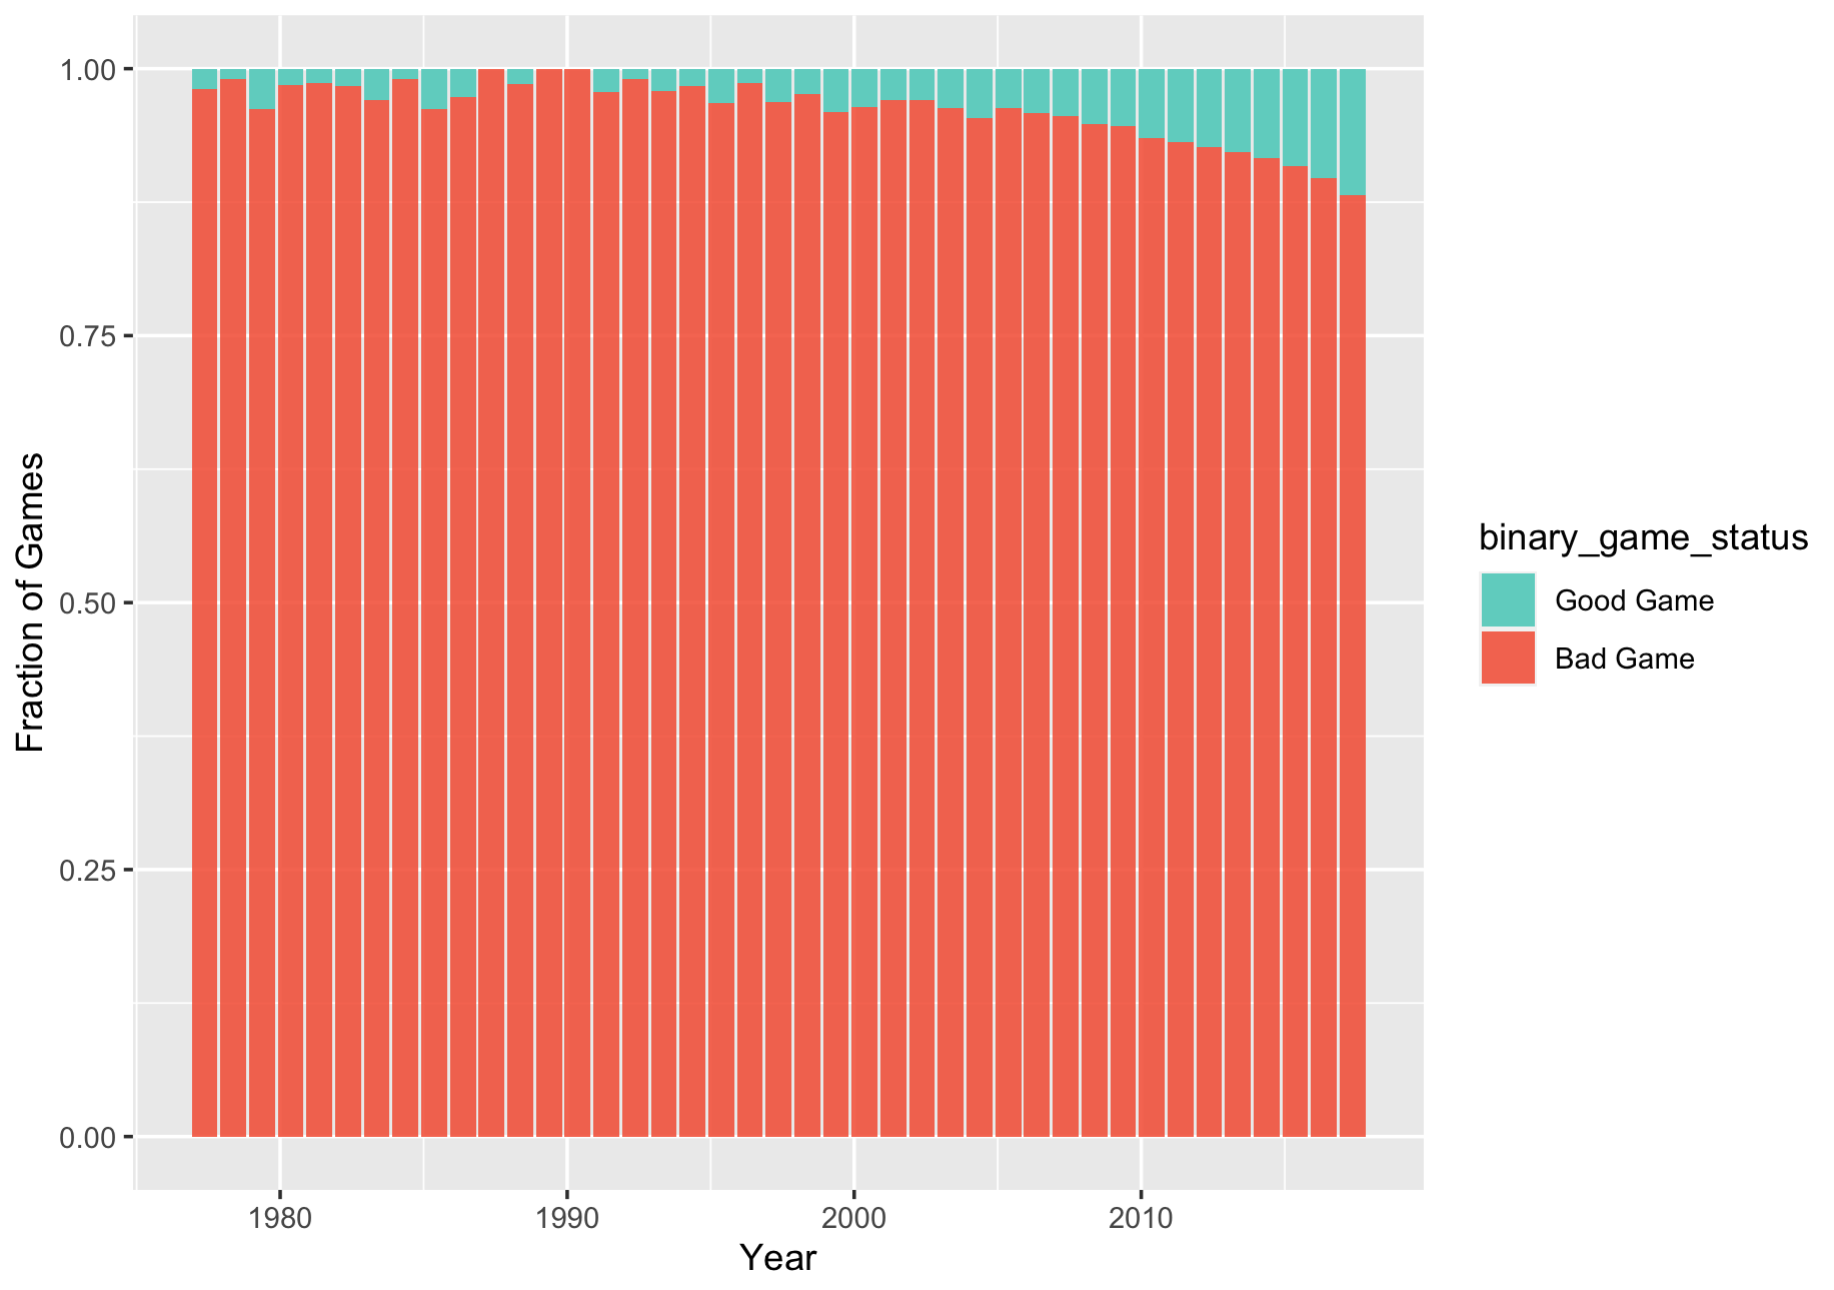 1.00
0.75
0.50
0.25
0.00
Fraction of Games
1980 1990 2000 2010
Year
binary_game_status
Good Game
Bad Game